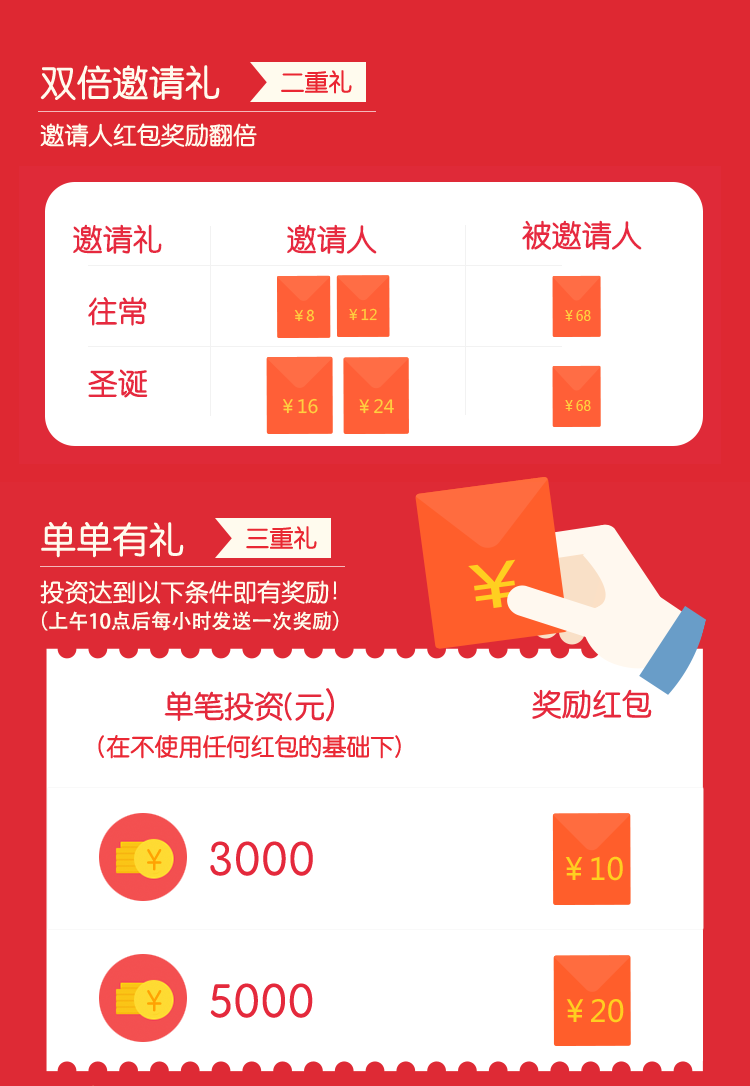 双倍邀请礼 二重礼
邀请人红包奖励翻倍
邀请礼 邀请人 被邀请人
往常 ¥8 ¥12 ¥68
圣诞 ¥16 ¥24 ¥68
单单有礼 三重礼
投资达到以下条件即有奖励!
(上午10点后每小时发送一次奖励)
¥
单笔投资(元) 奖励红包
(在不使用任何红包的基础下)
¥ 3000 ¥10
¥ 5000 ¥20